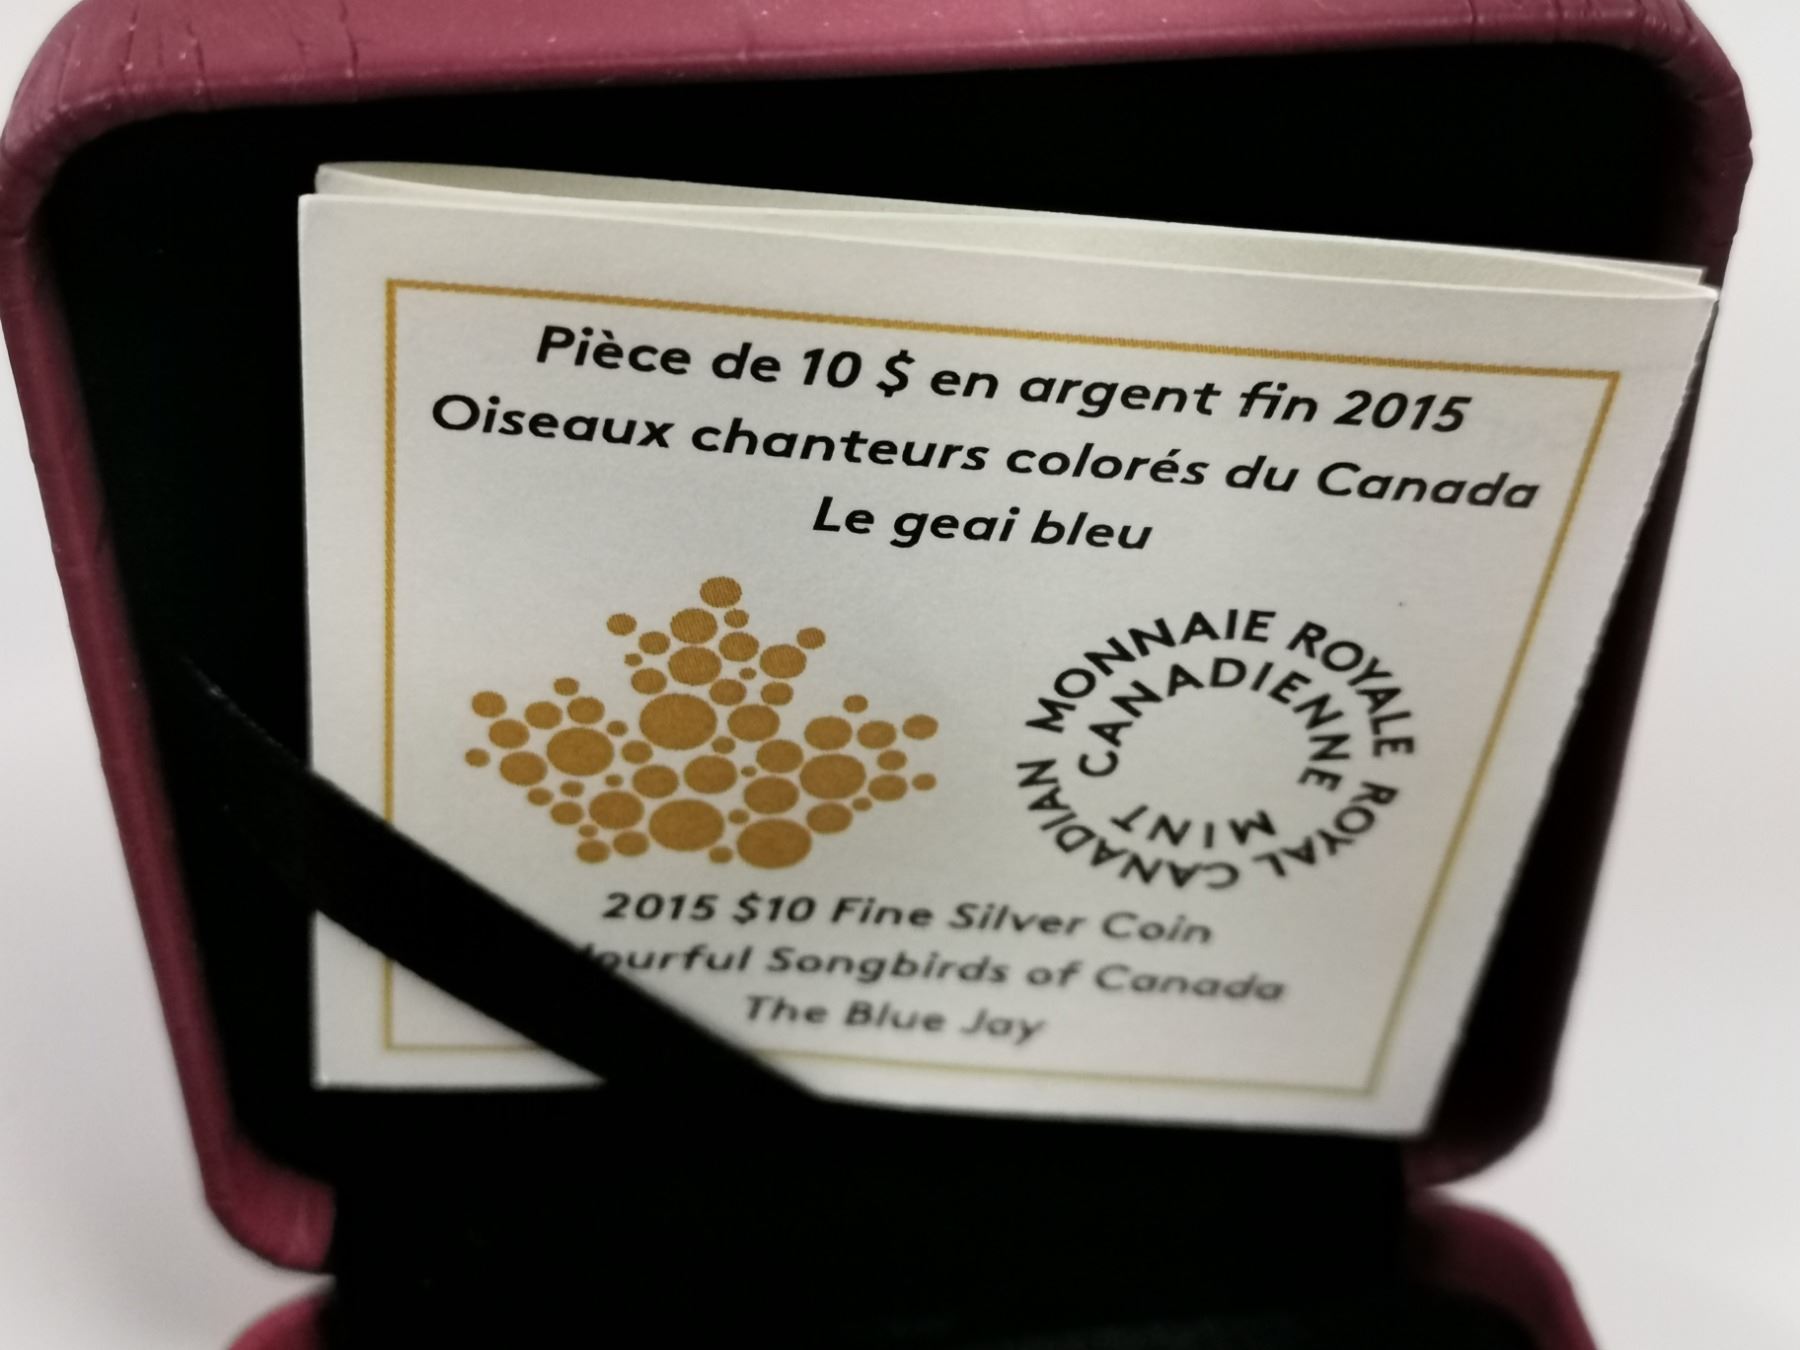 Pièce de 10 $ en argent fin 2015
Oiseaux chanteurs colorés du Canada
Le geai bleu
MONNAIE ROYALE
CANADIENNE
ROYAL CANADIAN
MINT
2015 $10 Fine Silver Coin
Songbirds of Canada
The Blue Jay